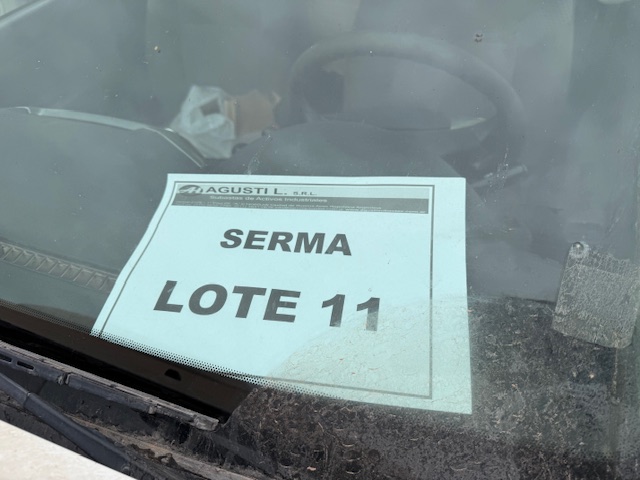 AGUSTI L. S.R.L.
Subastas de Activos Industriales
SERMA
LOTE 11